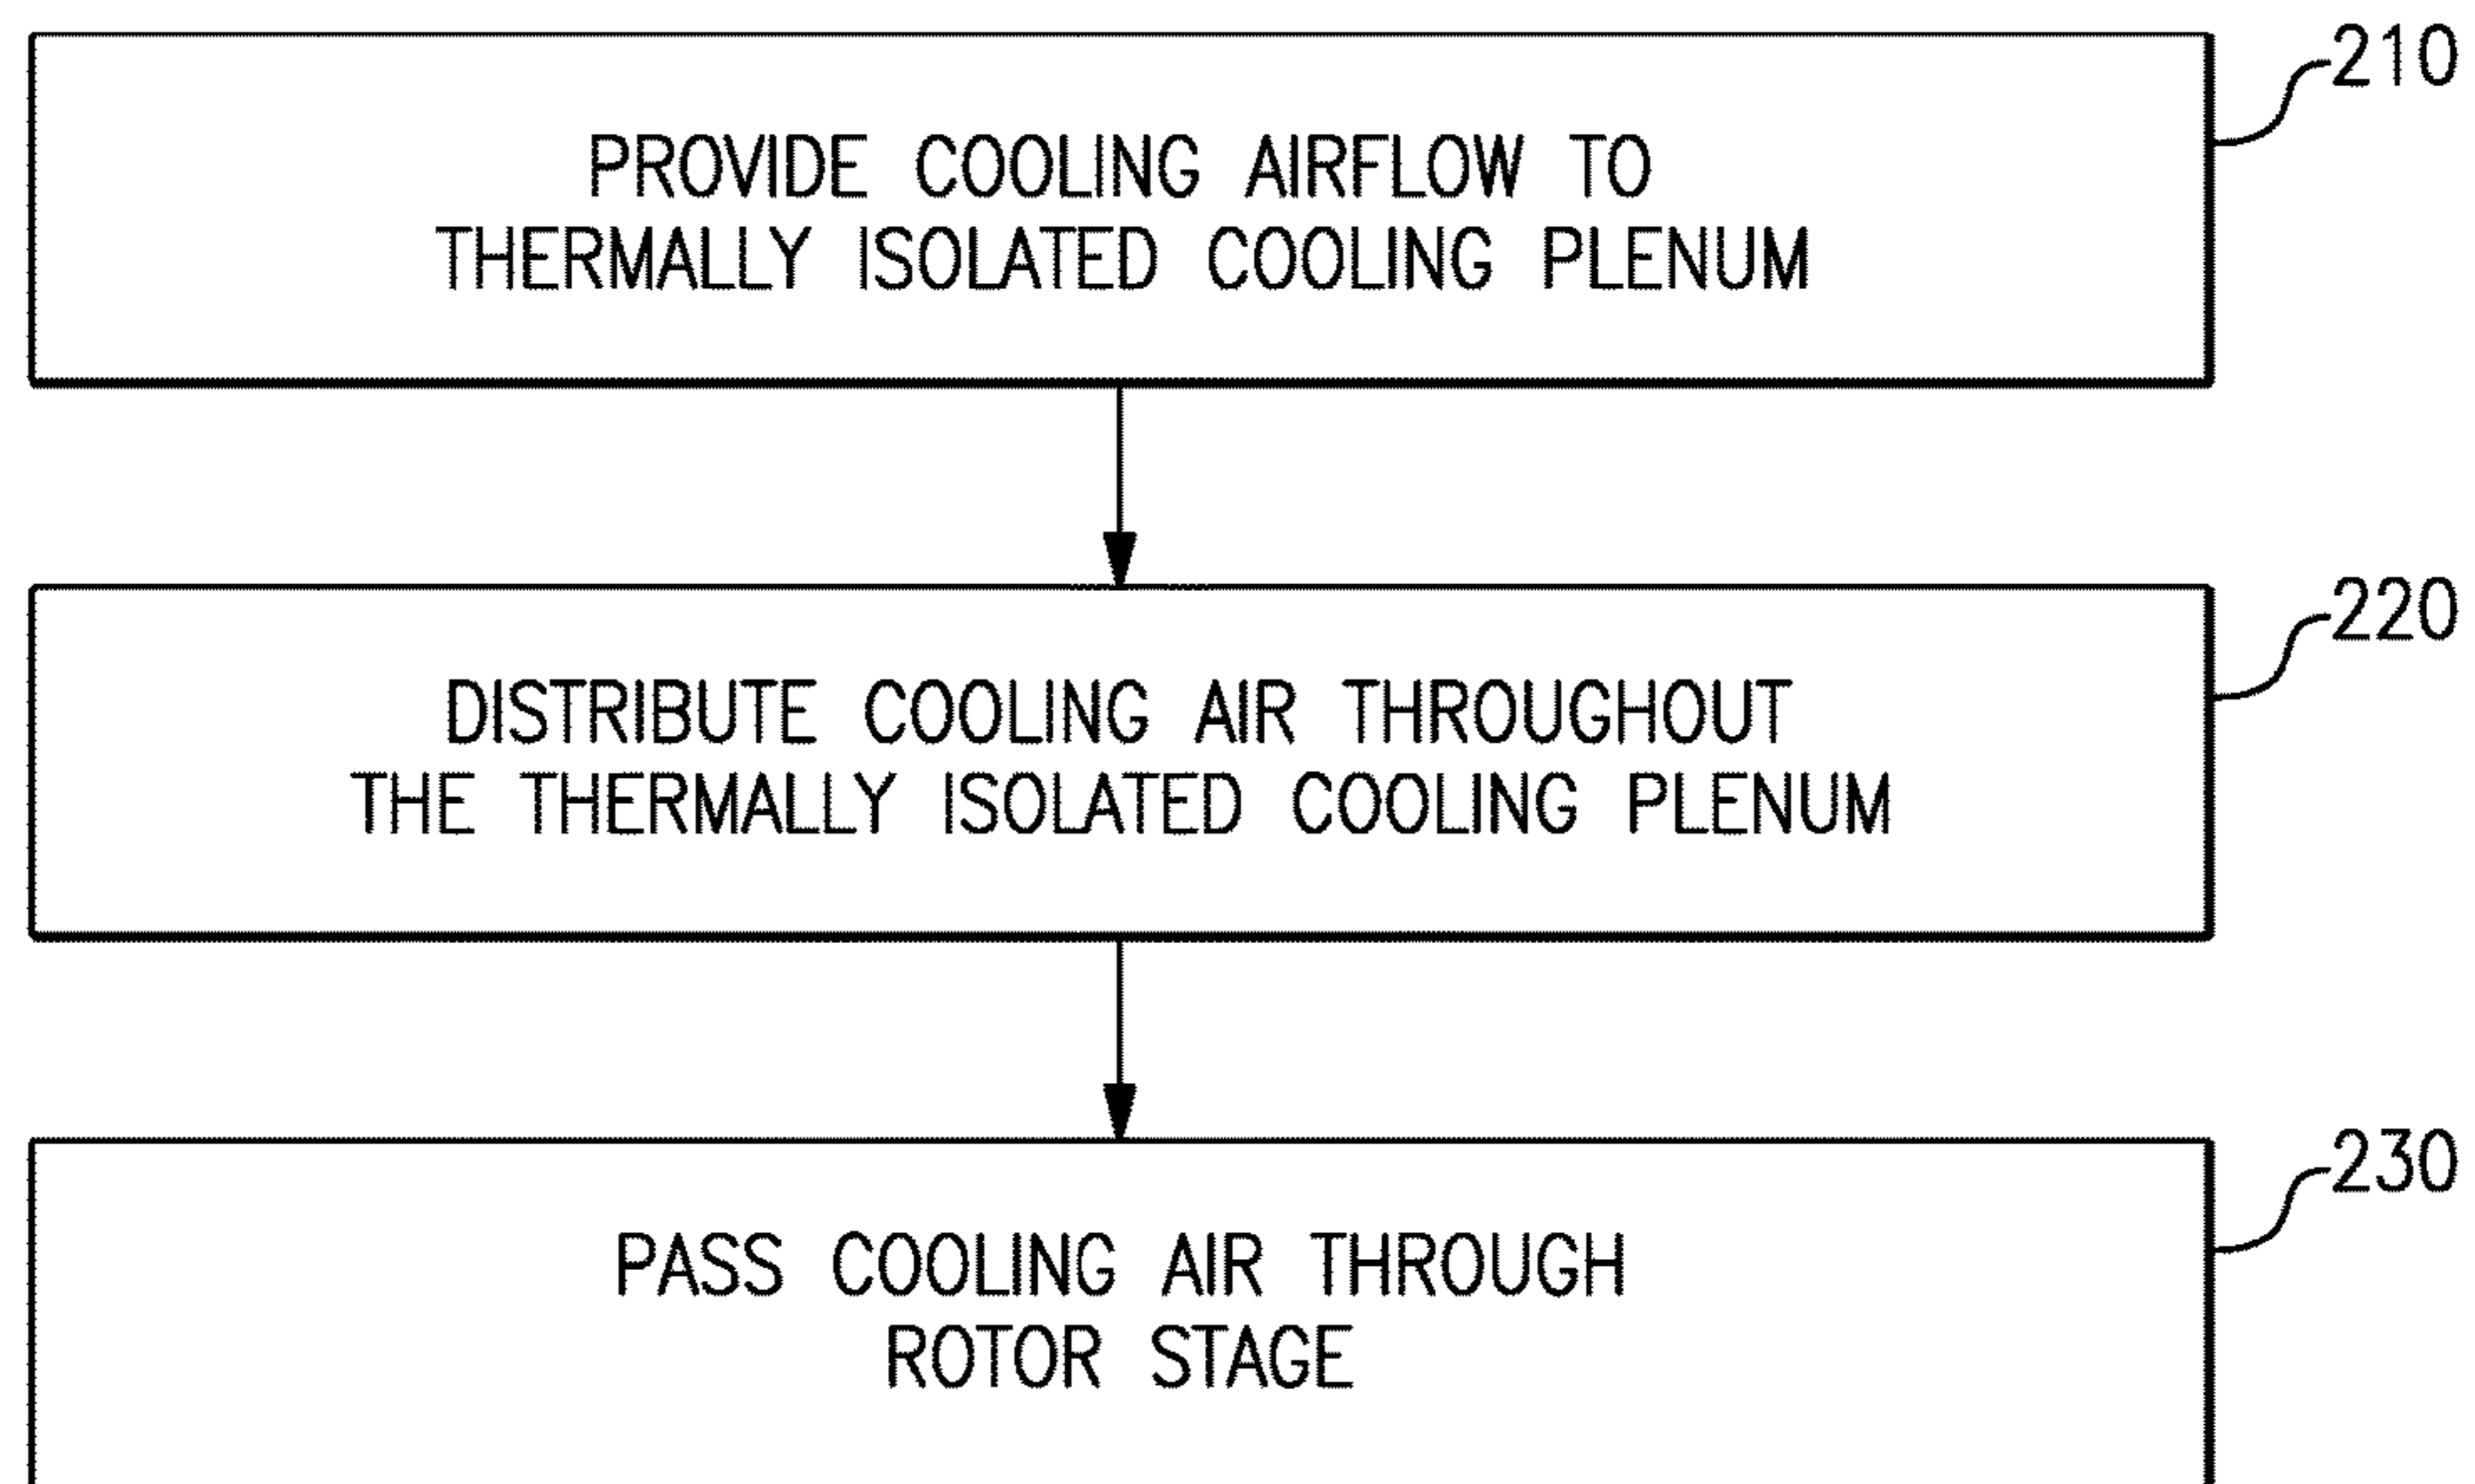 210
PROVIDE COOLING AIRFLOW TO
THERMALLY ISOLATED COOLING PLENUM
220
DISTRIBUTE COOLING AIR THROUGHOUT
THE THERMALLY ISOLATED COOLING PLENUM
230
PASS COOLING AIR THROUGH
ROTOR STAGE